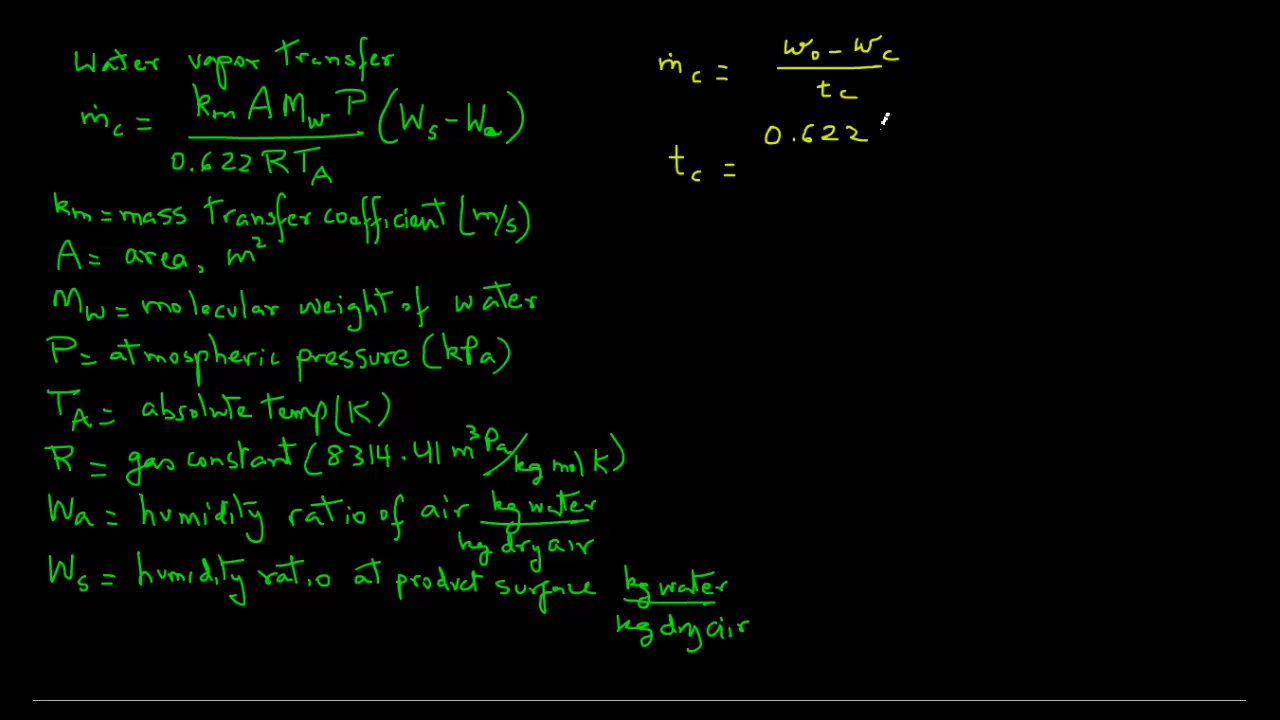 Water vapor transfer
ṁc = km A Mw P / 0.622 R TA (Ws - Wa)
km = mass transfer coefficient (m/s)
A = area, m²
Mw = molecular weight of water
P = atmospheric pressure (kPa)
TA = absolute temp (K)
R = gas constant (8314.41 m³ Pa / kg mol K)
Wa = humidity ratio of air kg water / kg dry air
Ws = humidity ratio at product surface kg water / kg dry air
ṁc = wo - wc / tc
tc = 0.622